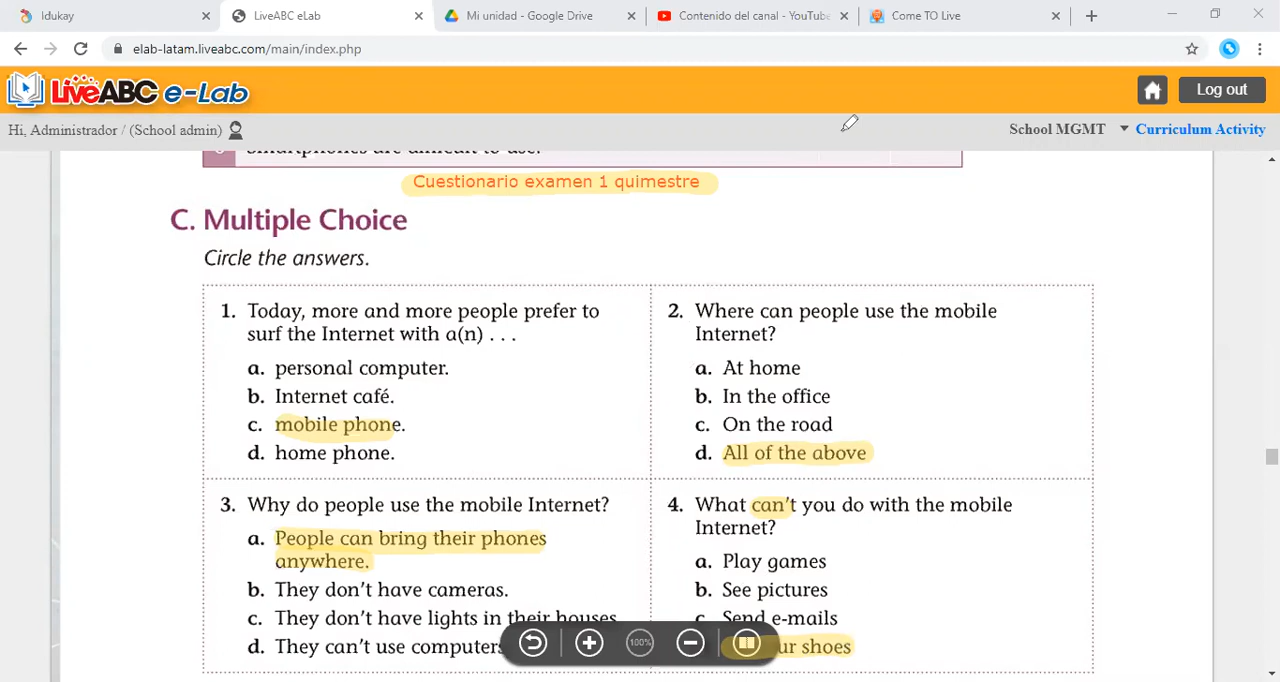 Idukay
LiveABC eLab
Mi unidad - Google Drive
Contenido del canal - YouTube
Come TO Live
elab-latam.liveabc.com/main/index.php
LiveABC e-Lab
Log out
Hi, Administrador / (School admin)
School MGMT
Curriculum Activity
Smartphones are difficult to use.
Cuestionario examen 1 quimestre
C. Multiple Choice
Circle the answers.
1. Today, more and more people prefer to
surf the Internet with a(n) . . .
a. personal computer.
b. Internet café.
c. mobile phone.
d. home phone.
2. Where can people use the mobile
Internet?
a. At home
b. In the office
c. On the road
d. All of the above
3. Why do people use the mobile Internet?
a. People can bring their phones
anywhere.
b. They don't have cameras.
c. They don't have lights in their houses
d. They can't use computers
4. What can't you do with the mobile
Internet?
a. Play games
b. See pictures
c. Send e-mails
ur shoes
100%